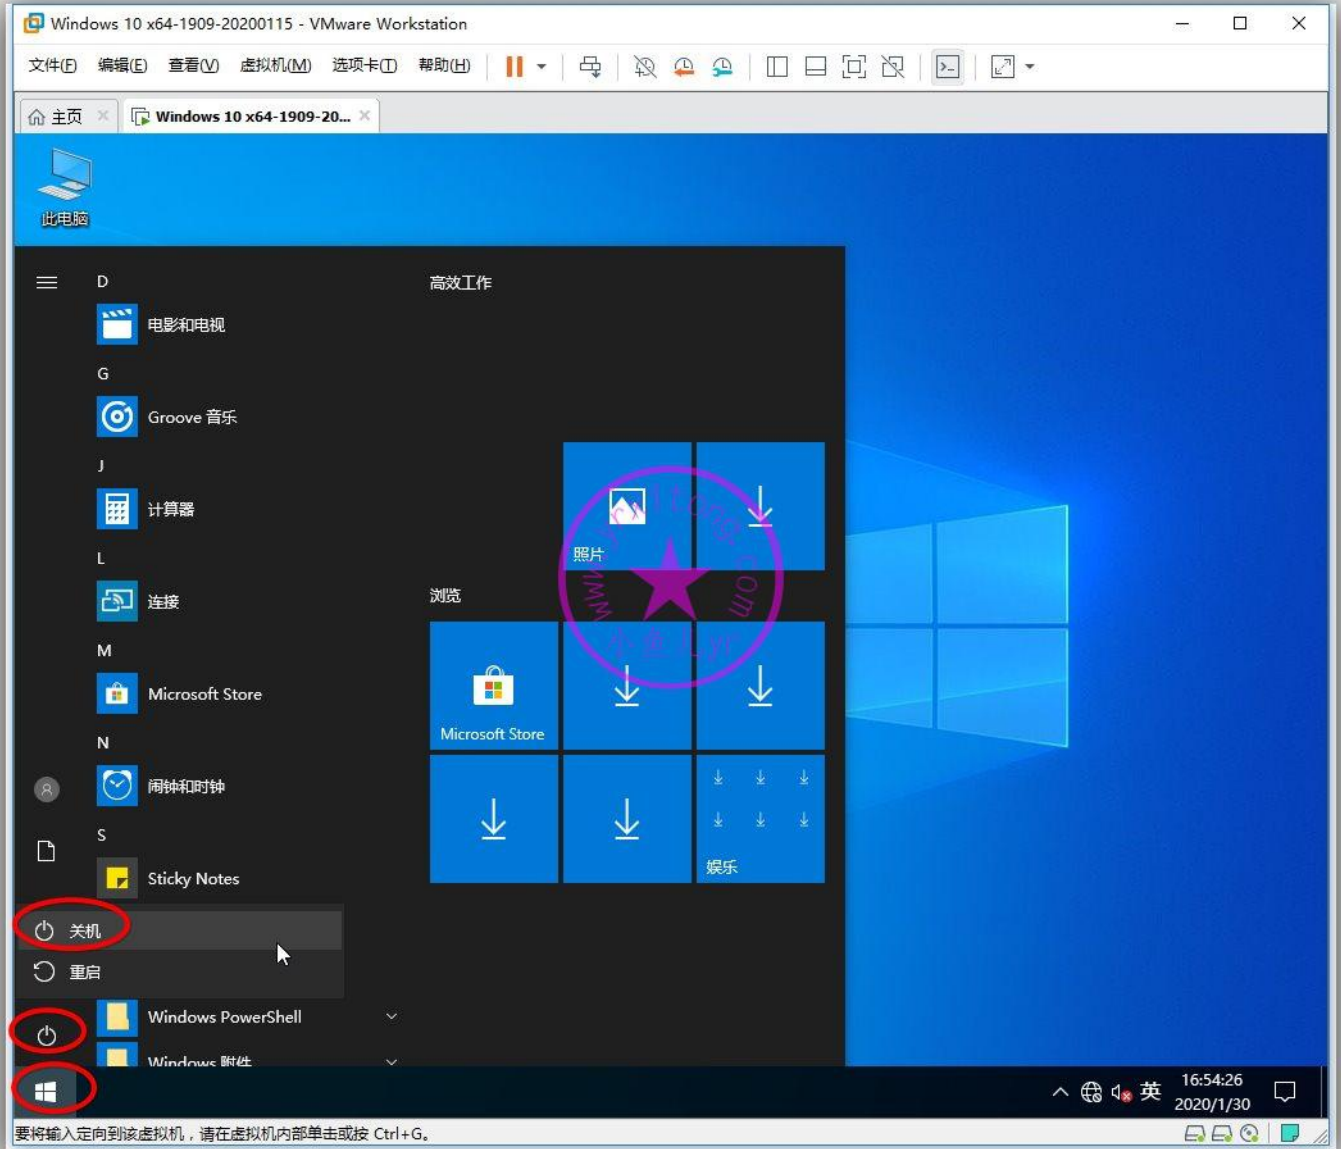 Windows 10 x64-1909-20200115 - VMware Workstation
文件(F) 编辑(E) 查看(V) 虚拟机(M) 选项卡(T) 帮助(H)
主页 Windows 10 x64-1909-20...
此电脑
D
电影和电视
G
Groove 音乐
J
计算器
L
连接
M
Microsoft Store
N
闹钟和时钟
S
Sticky Notes
关机
重启
Windows PowerShell
Windows 附件
高效工作
照片
浏览
Microsoft Store
娱乐
小鱼儿yr
英
16:54:26
2020/1/30
要将输入定向到该虚拟机，请在虚拟机内部单击或按 Ctrl+G。